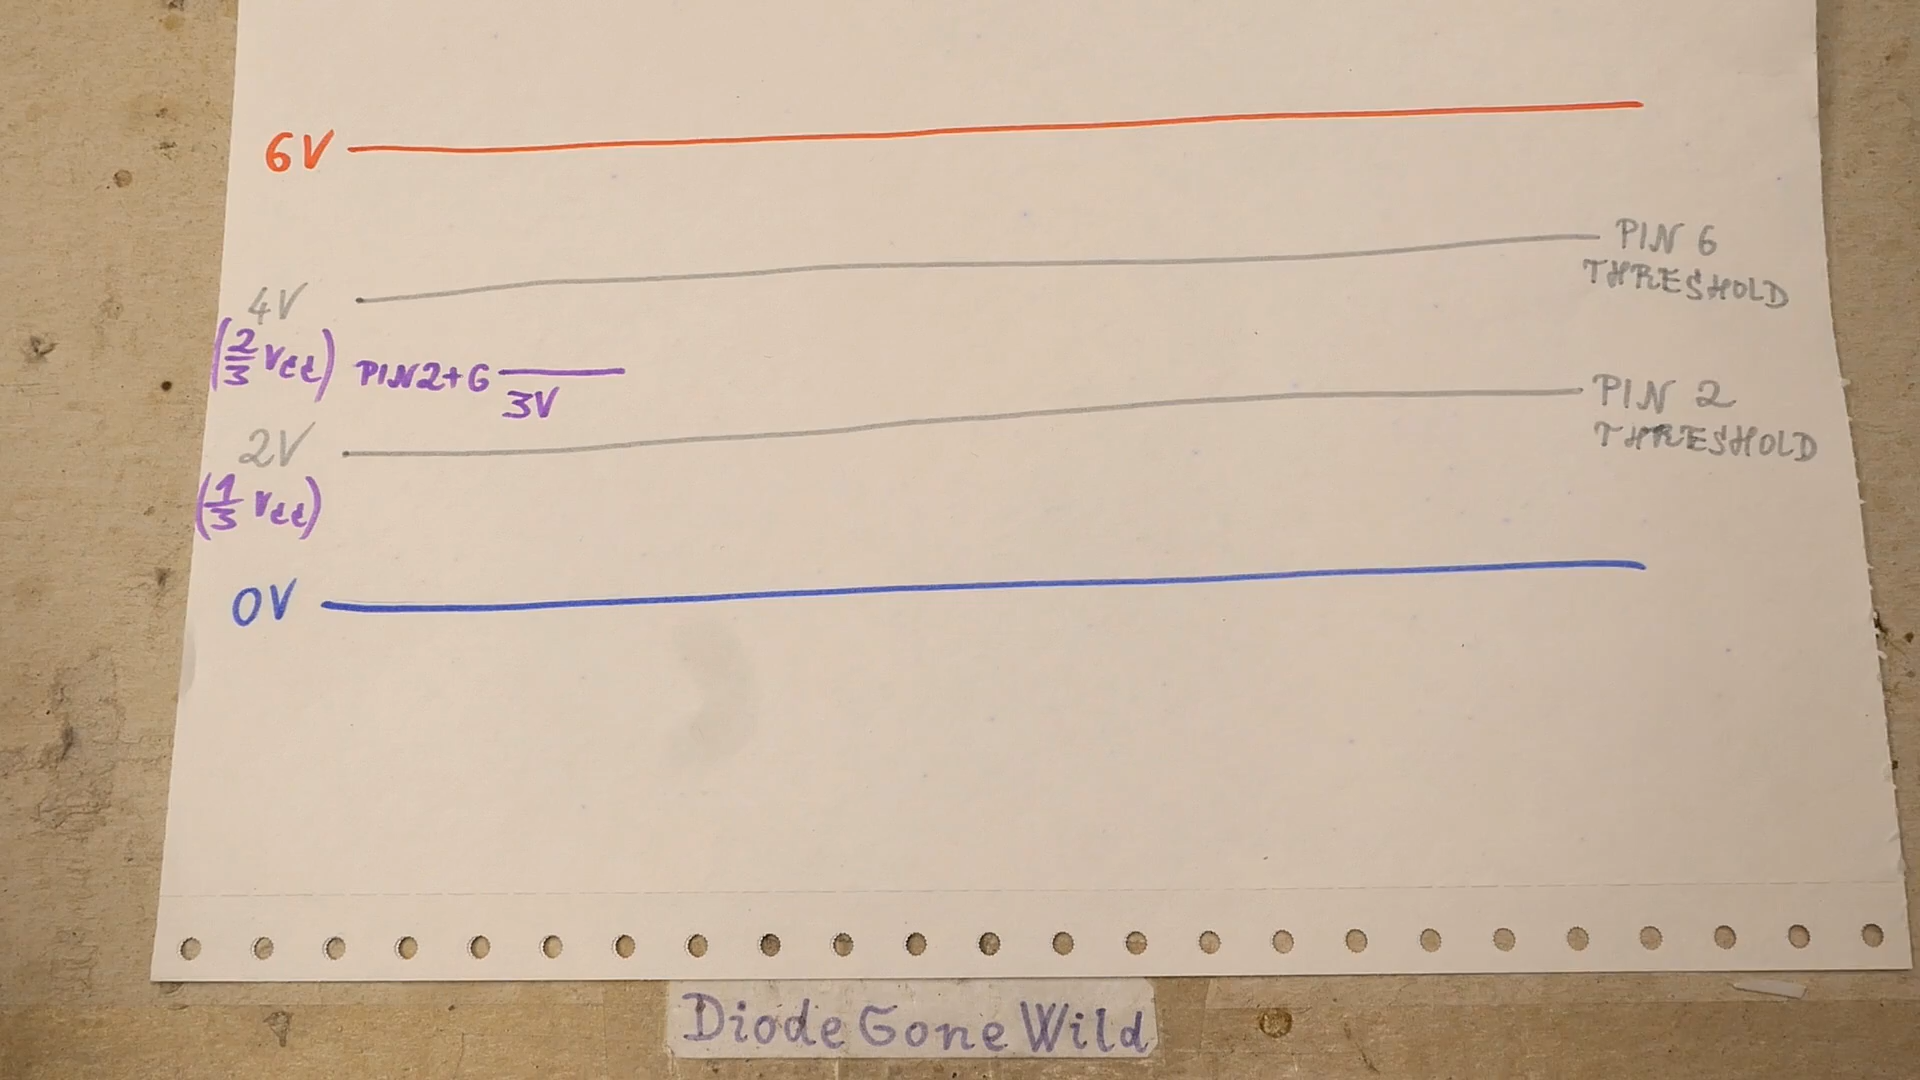 6V
4V
PIN 6
THRESHOLD
(2/3 Vcc)
PIN2+6
3V
2V
PIN 2
THRESHOLD
(1/3 Vcc)
0V
Diode Gone Wild